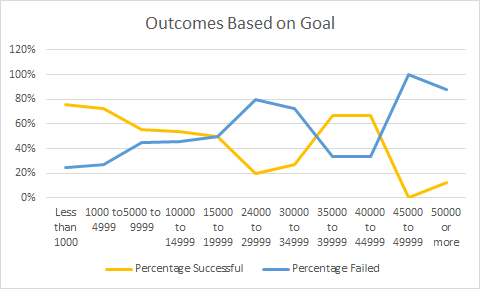 Outcomes Based on Goal
120%
100%
80%
60%
40%
20%
0%
Less than 1000
1000 to 4999
5000 to 9999
10000 to 14999
15000 to 19999
24000 to 29999
30000 to 34999
35000 to 39999
40000 to 44999
45000 to 49999
50000 or more
Percentage Successful
Percentage Failed